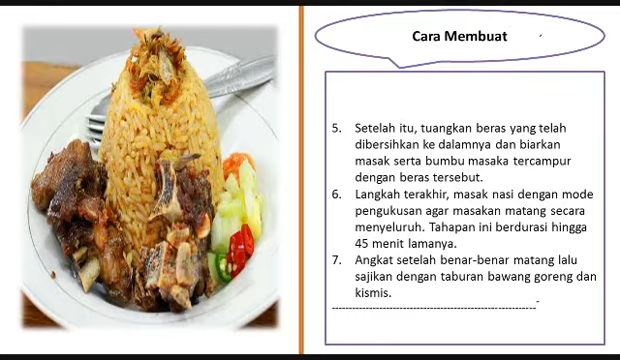 Cara Membuat
5. Setelah itu, tuangkan beras yang telah
dibersihkan ke dalamnya dan biarkan
masak serta bumbu masaka tercampur
dengan beras tersebut.
6. Langkah terakhir, masak nasi dengan mode
pengukusan agar masakan matang secara
menyeluruh. Tahapan ini berdurasi hingga
45 menit lamanya.
7. Angkat setelah benar-benar matang lalu
sajikan dengan taburan bawang goreng dan
kismis.